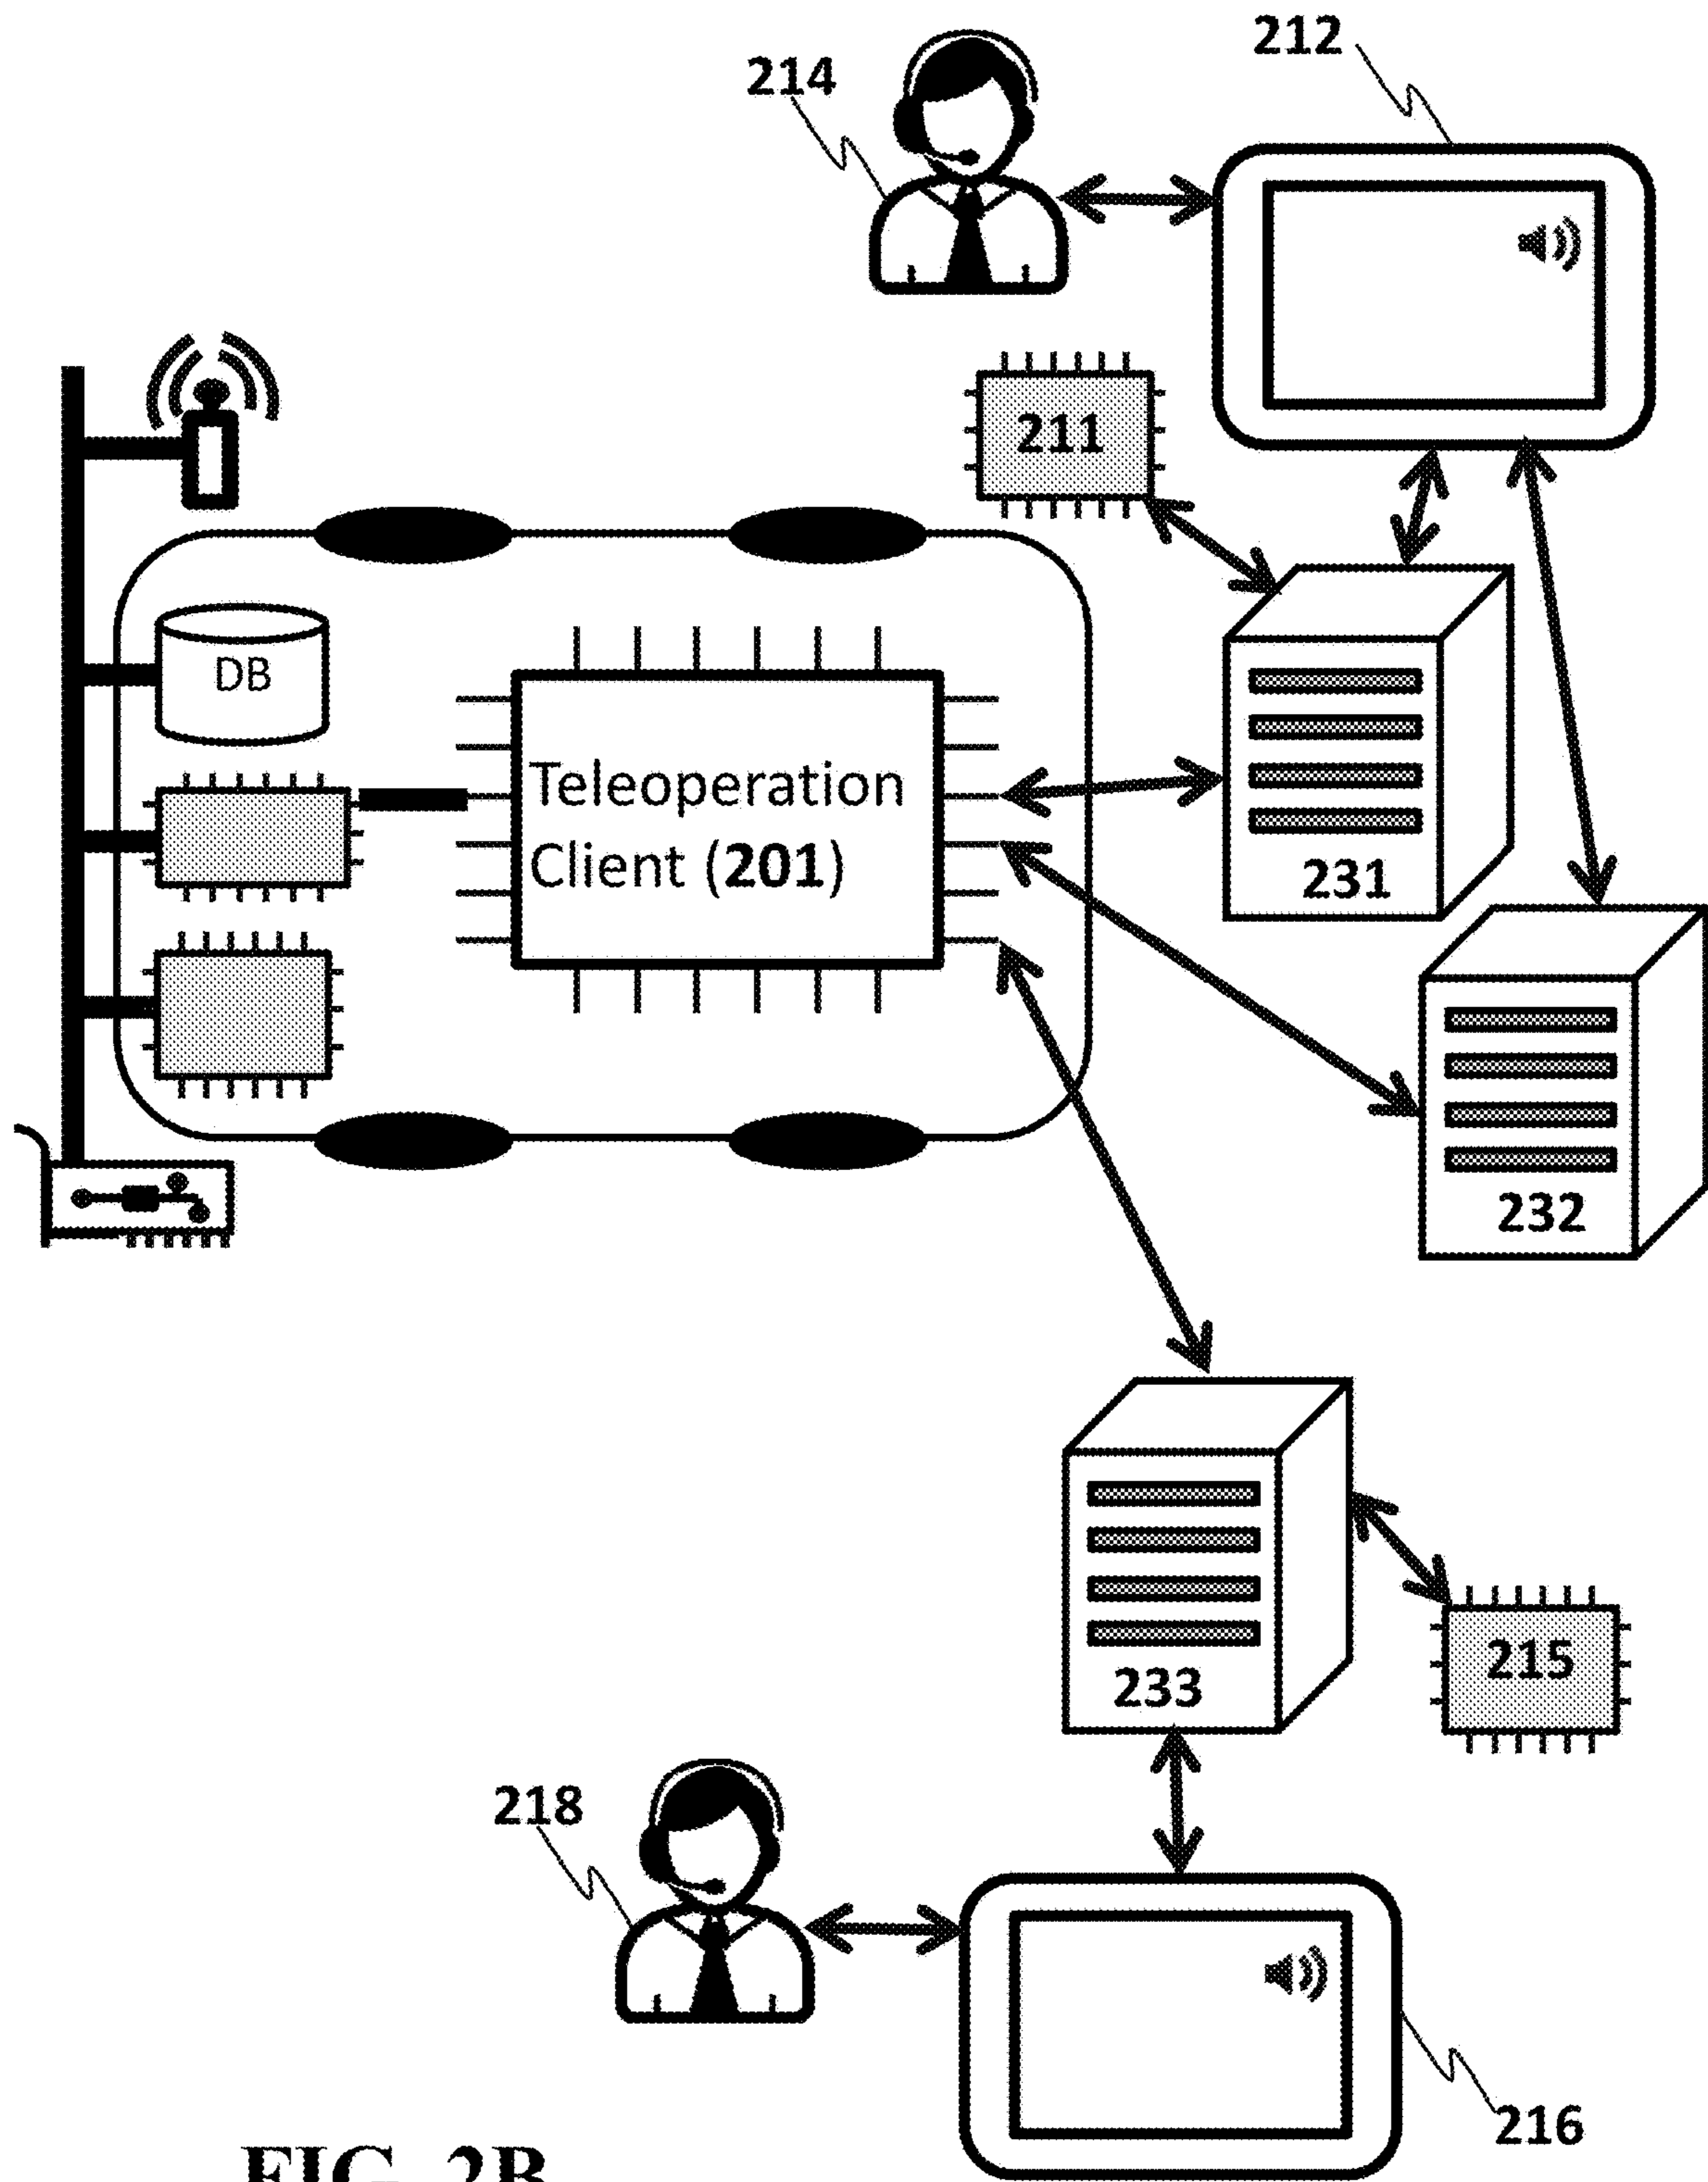 212
214
211
DB
Teleoperation
Client (201)
231
232
233
215
218
216
FIG. 2B